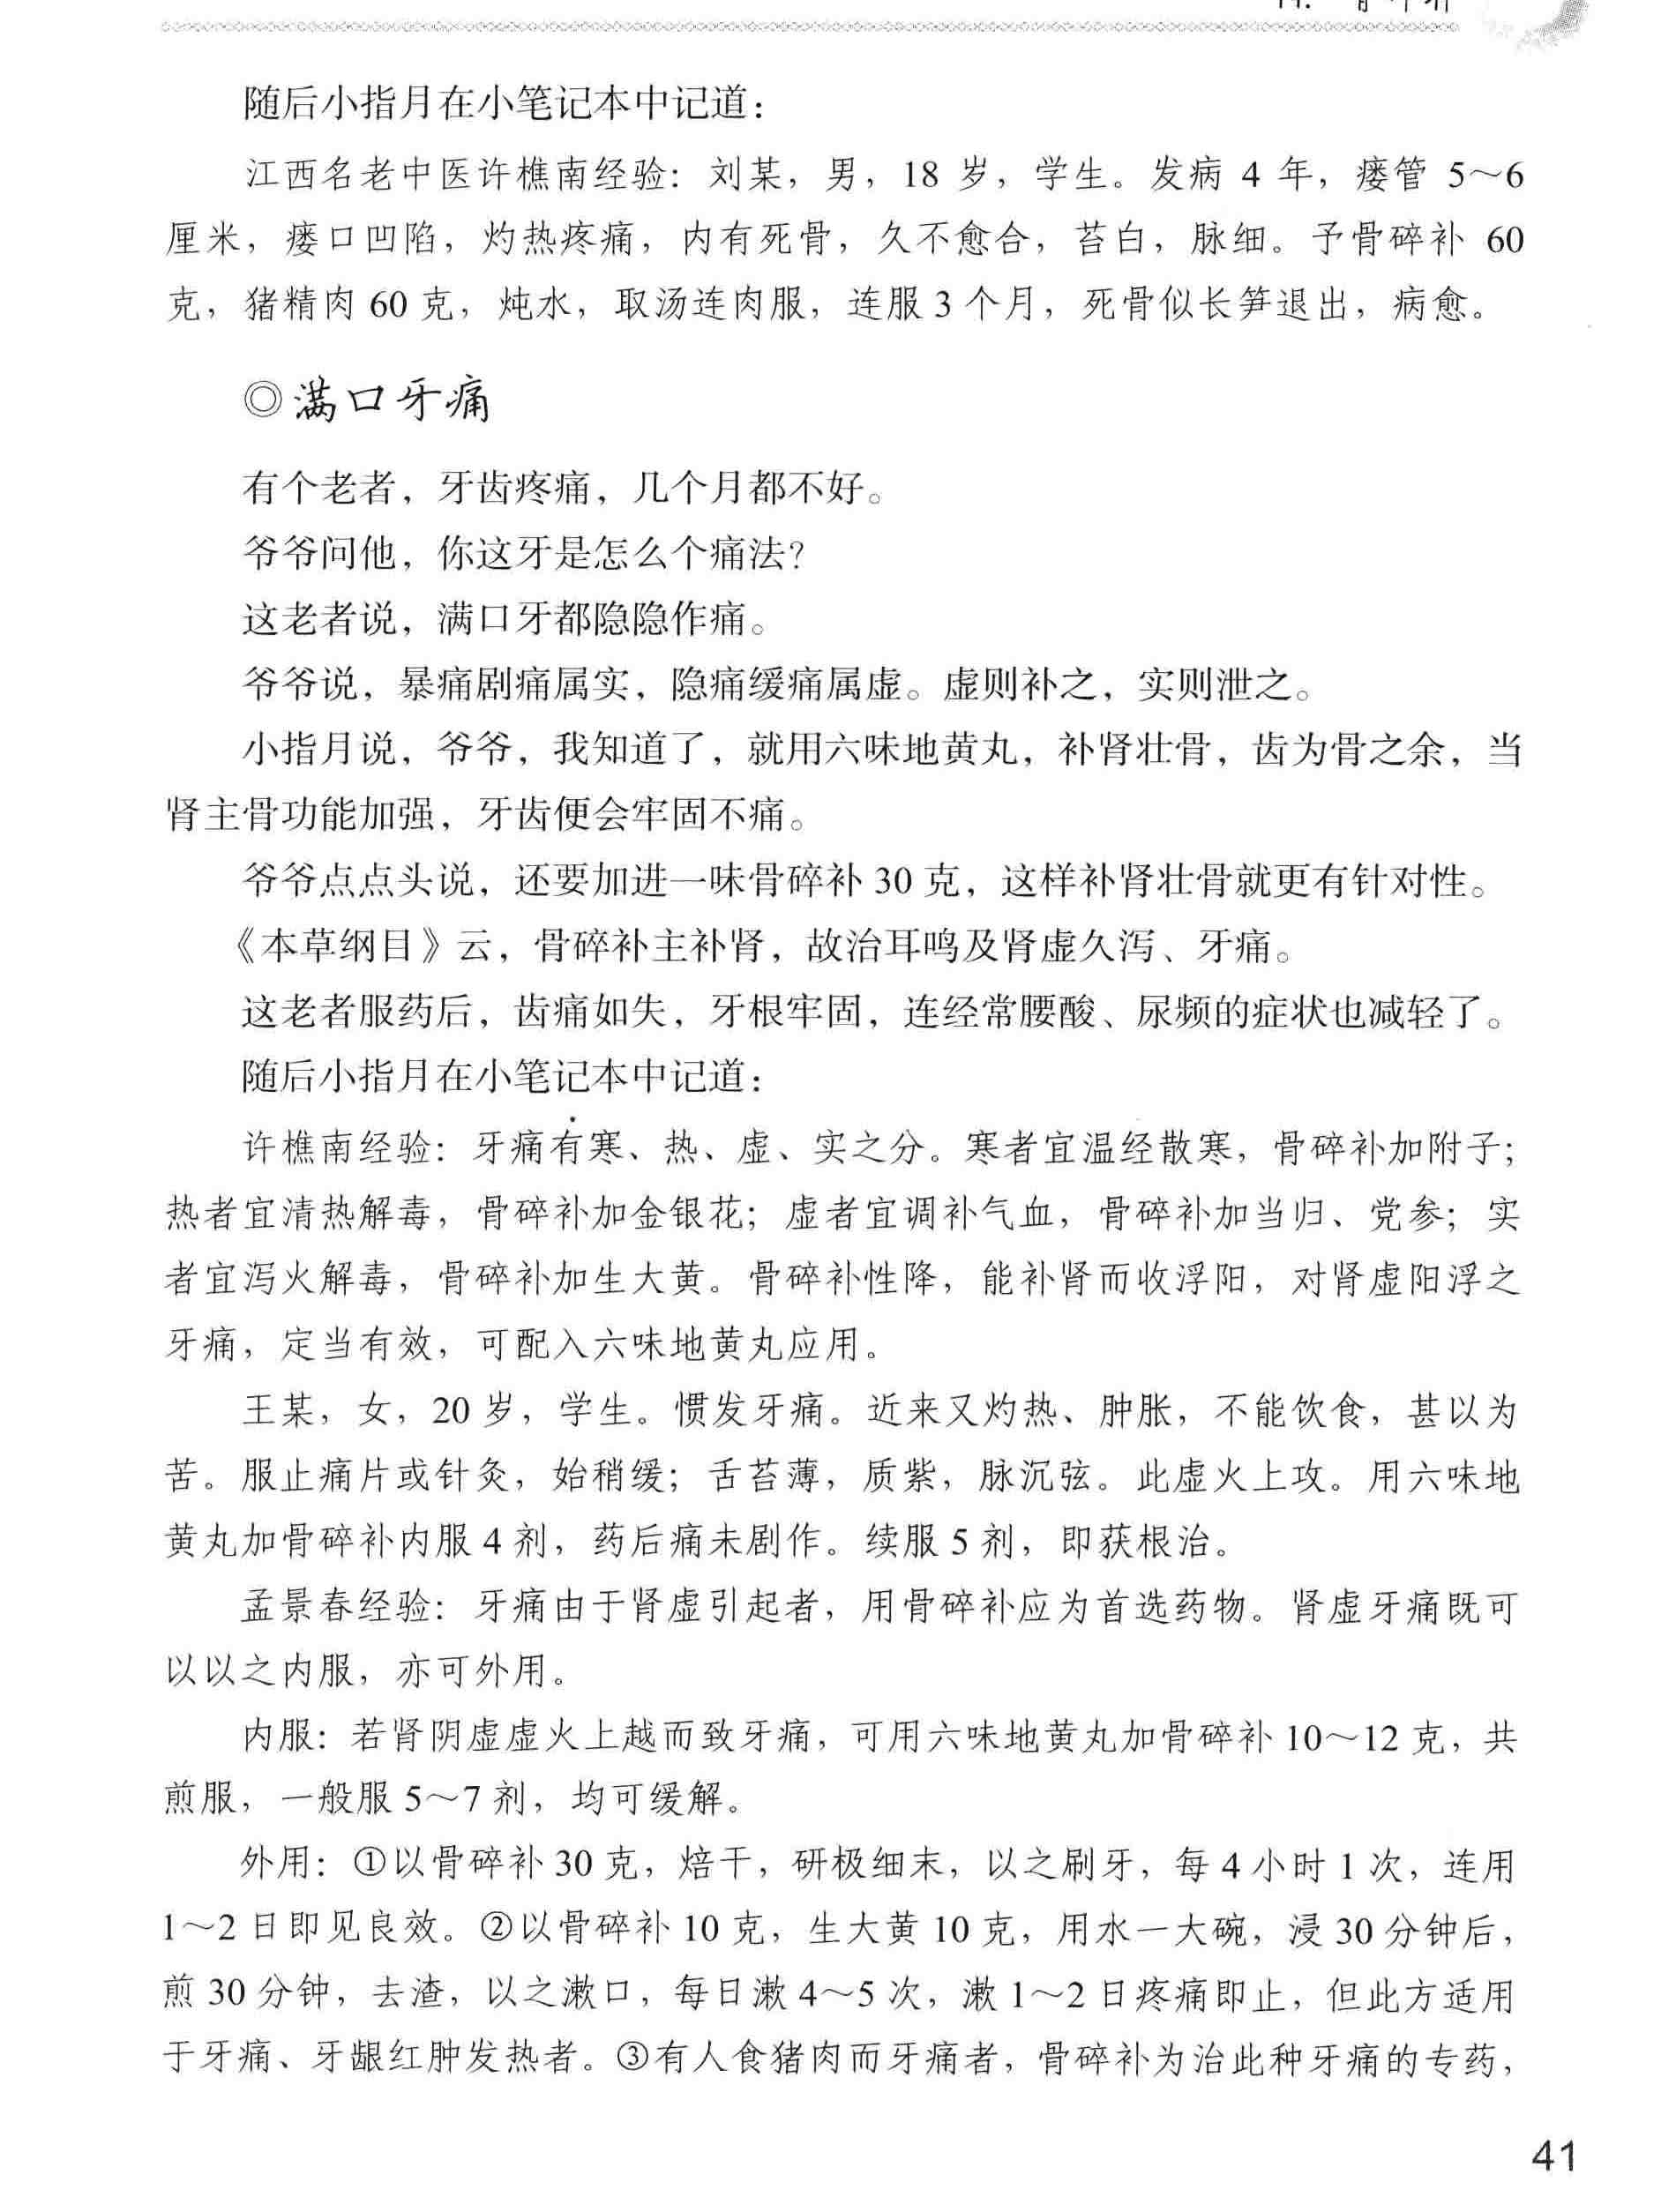 随后小指月在小笔记本中记道：
江西名老中医许樵南经验：刘某，男，18 岁，学生。发病 4 年，瘘管 5～6
厘米，瘘口凹陷，灼热疼痛，内有死骨，久不愈合，苔白，脉细。予骨碎补 60
克，猪精肉 60 克，炖水，取汤连肉服，连服 3 个月，死骨似长笋退出，病愈。
◎满口牙痛
有个老者，牙齿疼痛，几个月都不好。
爷爷问他，你这牙是怎么个痛法？
这老者说，满口牙都隐隐作痛。
爷爷说，暴痛剧痛属实，隐痛缓痛属虚。虚则补之，实则泄之。
小指月说，爷爷，我知道了，就用六味地黄丸，补肾壮骨，齿为骨之余，当
肾主骨功能加强，牙齿便会牢固不痛。
爷爷点点头说，还要加进一味骨碎补 30 克，这样补肾壮骨就更有针对性。
《本草纲目》云，骨碎补主补肾，故治耳鸣及肾虚久泻、牙痛。
这老者服药后，齿痛如失，牙根牢固，连经常腰酸、尿频的症状也减轻了。
随后小指月在小笔记本中记道：
许樵南经验：牙痛有寒、热、虚、实之分。寒者宜温经散寒，骨碎补加附子；
热者宜清热解毒，骨碎补加金银花；虚者宜调补气血，骨碎补加当归、党参；实
者宜泻火解毒，骨碎补加生大黄。骨碎补性降，能补肾而收浮阳，对肾虚阳浮之
牙痛，定当有效，可配入六味地黄丸应用。
王某，女，20 岁，学生。惯发牙痛。近来又灼热、肿胀，不能饮食，甚以为
苦。服止痛片或针灸，始稍缓；舌苔薄，质紫，脉沉弦。此虚火上攻。用六味地
黄丸加骨碎补内服 4 剂，药后痛未剧作。续服 5 剂，即获根治。
孟景春经验：牙痛由于肾虚引起者，用骨碎补应为首选药物。肾虚牙痛既可
以以之内服，亦可外用。
内服：若肾阴虚虚火上越而致牙痛，可用六味地黄丸加骨碎补 10～12 克，共
煎服，一般服 5～7 剂，均可缓解。
外用：①以骨碎补 30 克，焙干，研极细末，以之刷牙，每 4 小时 1 次，连用
1～2 日即见良效。②以骨碎补 10 克，生大黄 10 克，用水一大碗，浸 30 分钟后，
煎 30 分钟，去渣，以之漱口，每日漱 4～5 次，漱 1～2 日疼痛即止，但此方适用
于牙痛、牙龈红肿发热者。③有人食猪肉而牙痛者，骨碎补为治此种牙痛的专药，
41